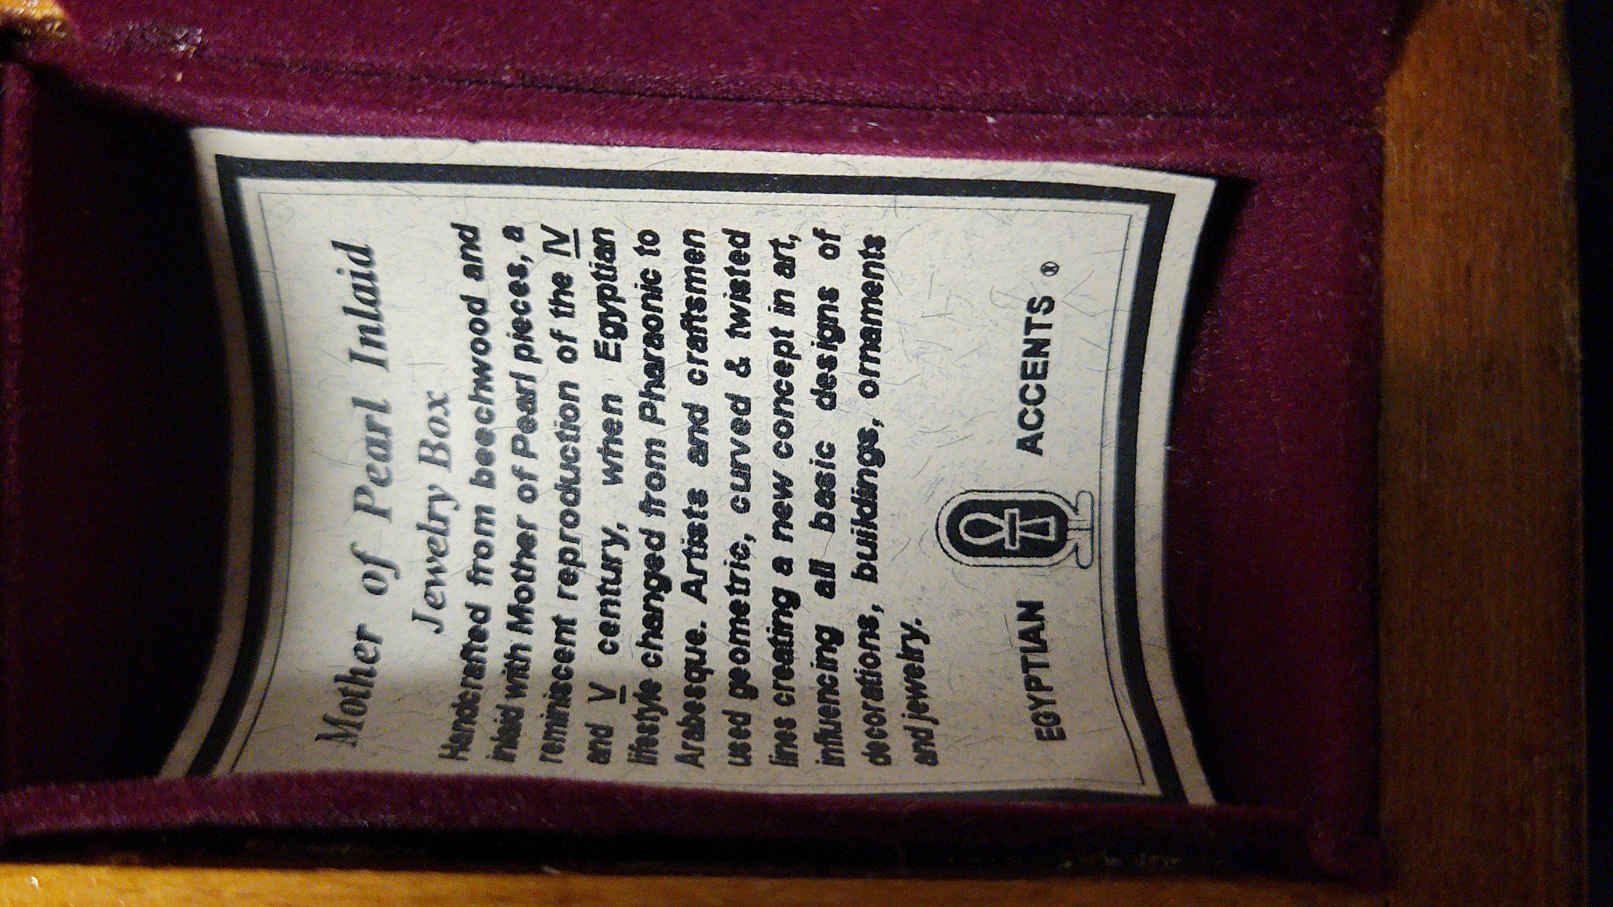 Mother of Pearl Inlaid
Jewelry Box
Handcrafted from beechwood and
inlaid with Mother of Pearl pieces, a
reminiscent reproduction of the IV
and V century, when Egyptian
lifestyle changed from Pharaonic to
Arabesque. Artists and craftsmen
used geometric, curved & twisted
lines creating a new concept in art,
influencing all basic designs of
decorations, buildings, ornaments
and jewelry.
EGYPTIAN ACCENTS ®